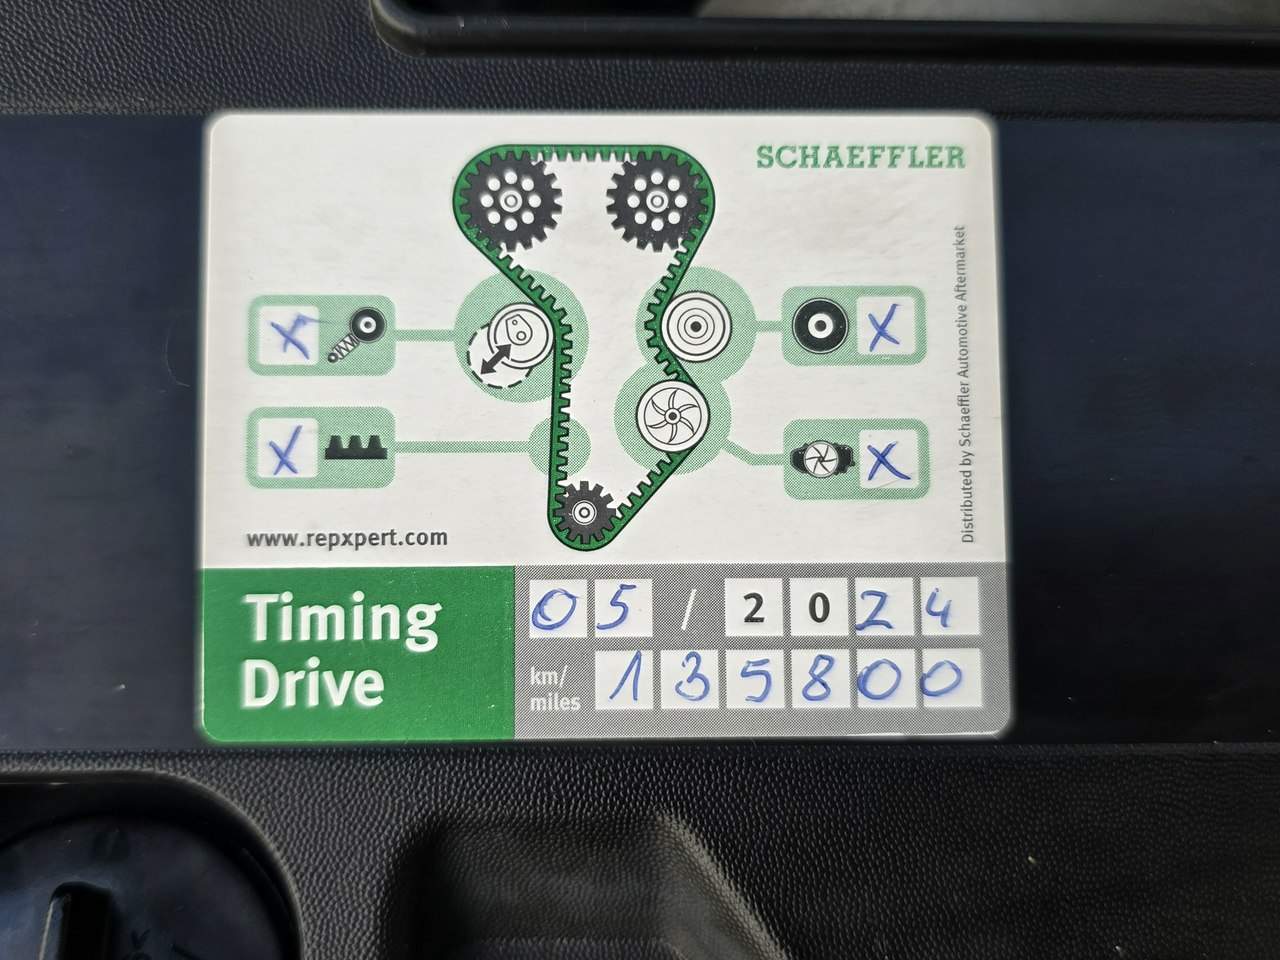 SCHAEFFLER
X
X
X
X
www.repxpert.com
Distributed by Schaeffler Automotive Aftermarket
Timing
Drive
05 / 2024
km/
miles
135800